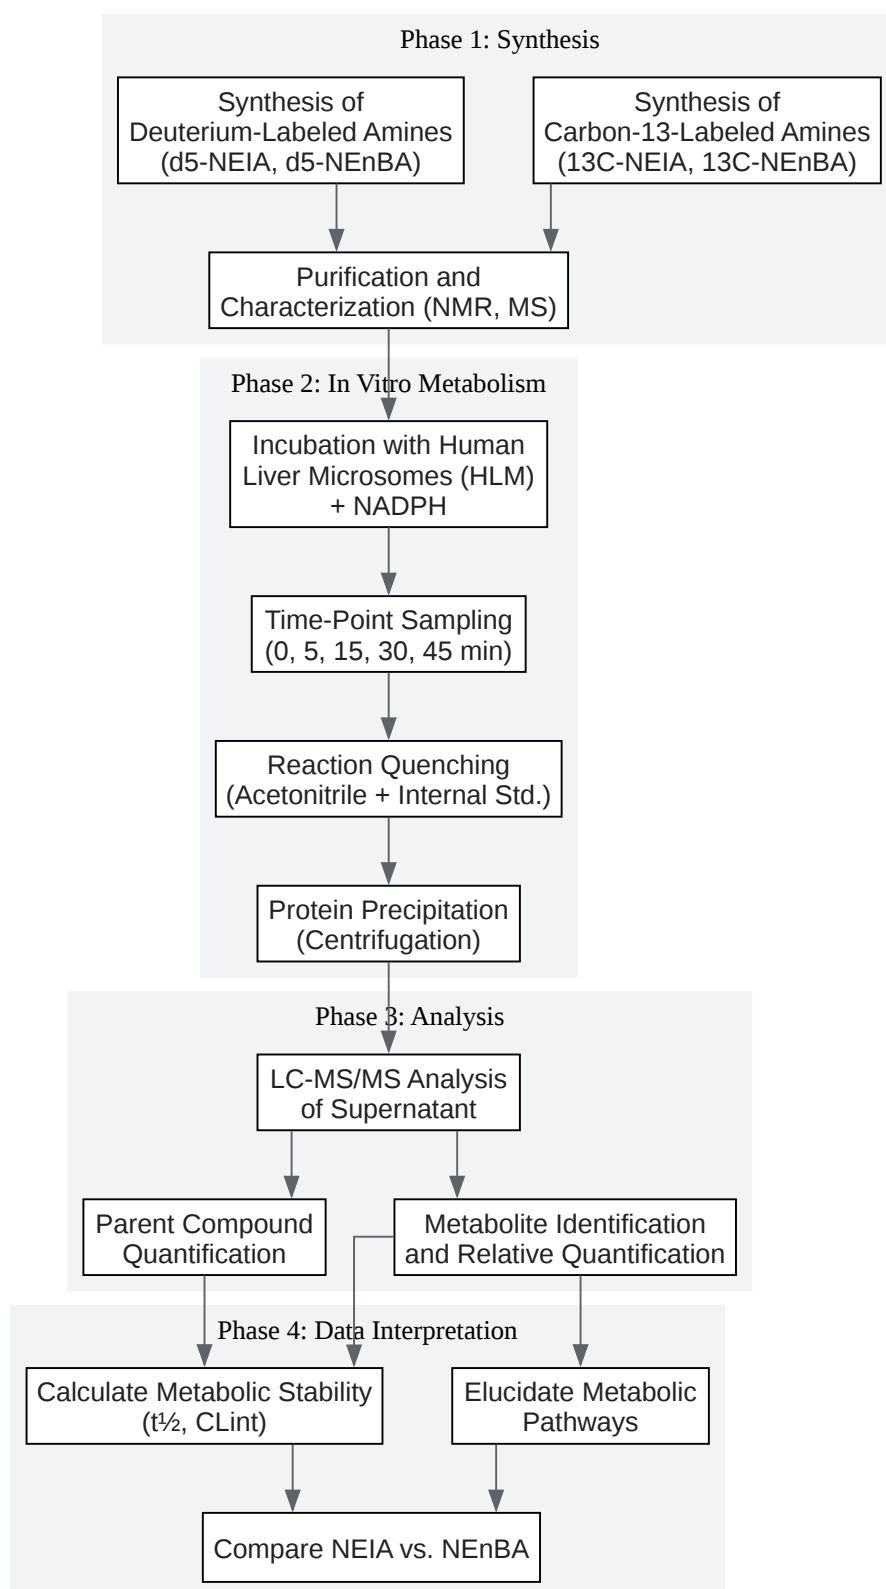 Phase 1: Synthesis
Synthesis of
Deuterium-Labeled Amines
(d5-NEIA, d5-NEnBA)
Synthesis of
Carbon-13-Labeled Amines
(13C-NEIA, 13C-NEnBA)
Purification and
Characterization (NMR, MS)
Phase 2: In Vitro Metabolism
Incubation with Human
Liver Microsomes (HLM)
+ NADPH
Time-Point Sampling
(0, 5, 15, 30, 45 min)
Reaction Quenching
(Acetonitrile + Internal Std.)
Protein Precipitation
(Centrifugation)
Phase 3: Analysis
LC-MS/MS Analysis
of Supernatant
Parent Compound
Quantification
Metabolite Identification
and Relative Quantification
Phase 4: Data Interpretation
Calculate Metabolic Stability
(t½, CLint)
Elucidate Metabolic
Pathways
Compare NEIA vs. NEnBA